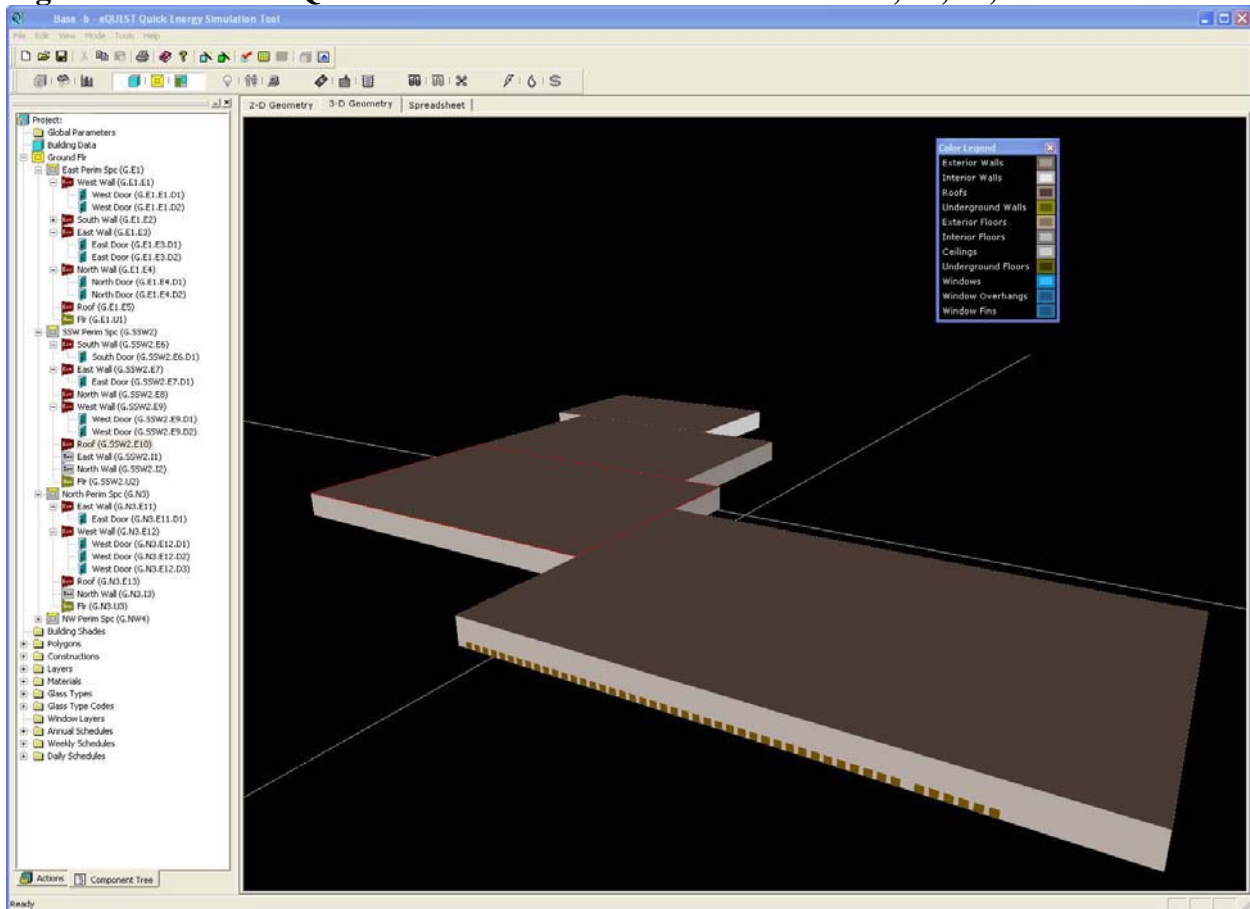 Base -b - eQUEST Quick Energy Simulation Tool
File Edit View Mode Tools Help
2-D Geometry 3-D Geometry Spreadsheet
Project:
Global Parameters
Building Data
Ground Flr
East Perim Spc (G.E1)
West Wall (G.E1.E1)
West Door (G.E1.E1.D1)
West Door (G.E1.E1.D2)
South Wall (G.E1.E2)
East Wall (G.E1.E3)
East Door (G.E1.E3.D1)
East Door (G.E1.E3.D2)
North Wall (G.E1.E4)
North Door (G.E1.E4.D1)
North Door (G.E1.E4.D2)
Roof (G.E1.E5)
Flr (G.E1.U1)
SSW Perim Spc (G.SSW2)
South Wall (G.SSW2.E6)
South Door (G.SSW2.E6.D1)
East Wall (G.SSW2.E7)
East Door (G.SSW2.E7.D1)
North Wall (G.SSW2.E8)
West Wall (G.SSW2.E9)
West Door (G.SSW2.E9.D1)
West Door (G.SSW2.E9.D2)
Roof (G.SSW2.E10)
East Wall (G.SSW2.I1)
North Wall (G.SSW2.I2)
Flr (G.SSW2.U2)
North Perim Spc (G.N3)
East Wall (G.N3.E11)
East Door (G.N3.E11.D1)
West Wall (G.N3.E12)
West Door (G.N3.E12.D1)
West Door (G.N3.E12.D2)
West Door (G.N3.E12.D3)
Roof (G.N3.E13)
North Wall (G.N3.I3)
Flr (G.N3.U3)
NW Perim Spc (G.NW4)
Building Shades
Polygons
Constructions
Layers
Materials
Glass Types
Glass Type Codes
Window Layers
Annual Schedules
Weekly Schedules
Daily Schedules
Actions Component Tree
Ready
Color Legend
Exterior Walls
Interior Walls
Roofs
Underground Walls
Exterior Floors
Interior Floors
Ceilings
Underground Floors
Windows
Window Overhangs
Window Fins